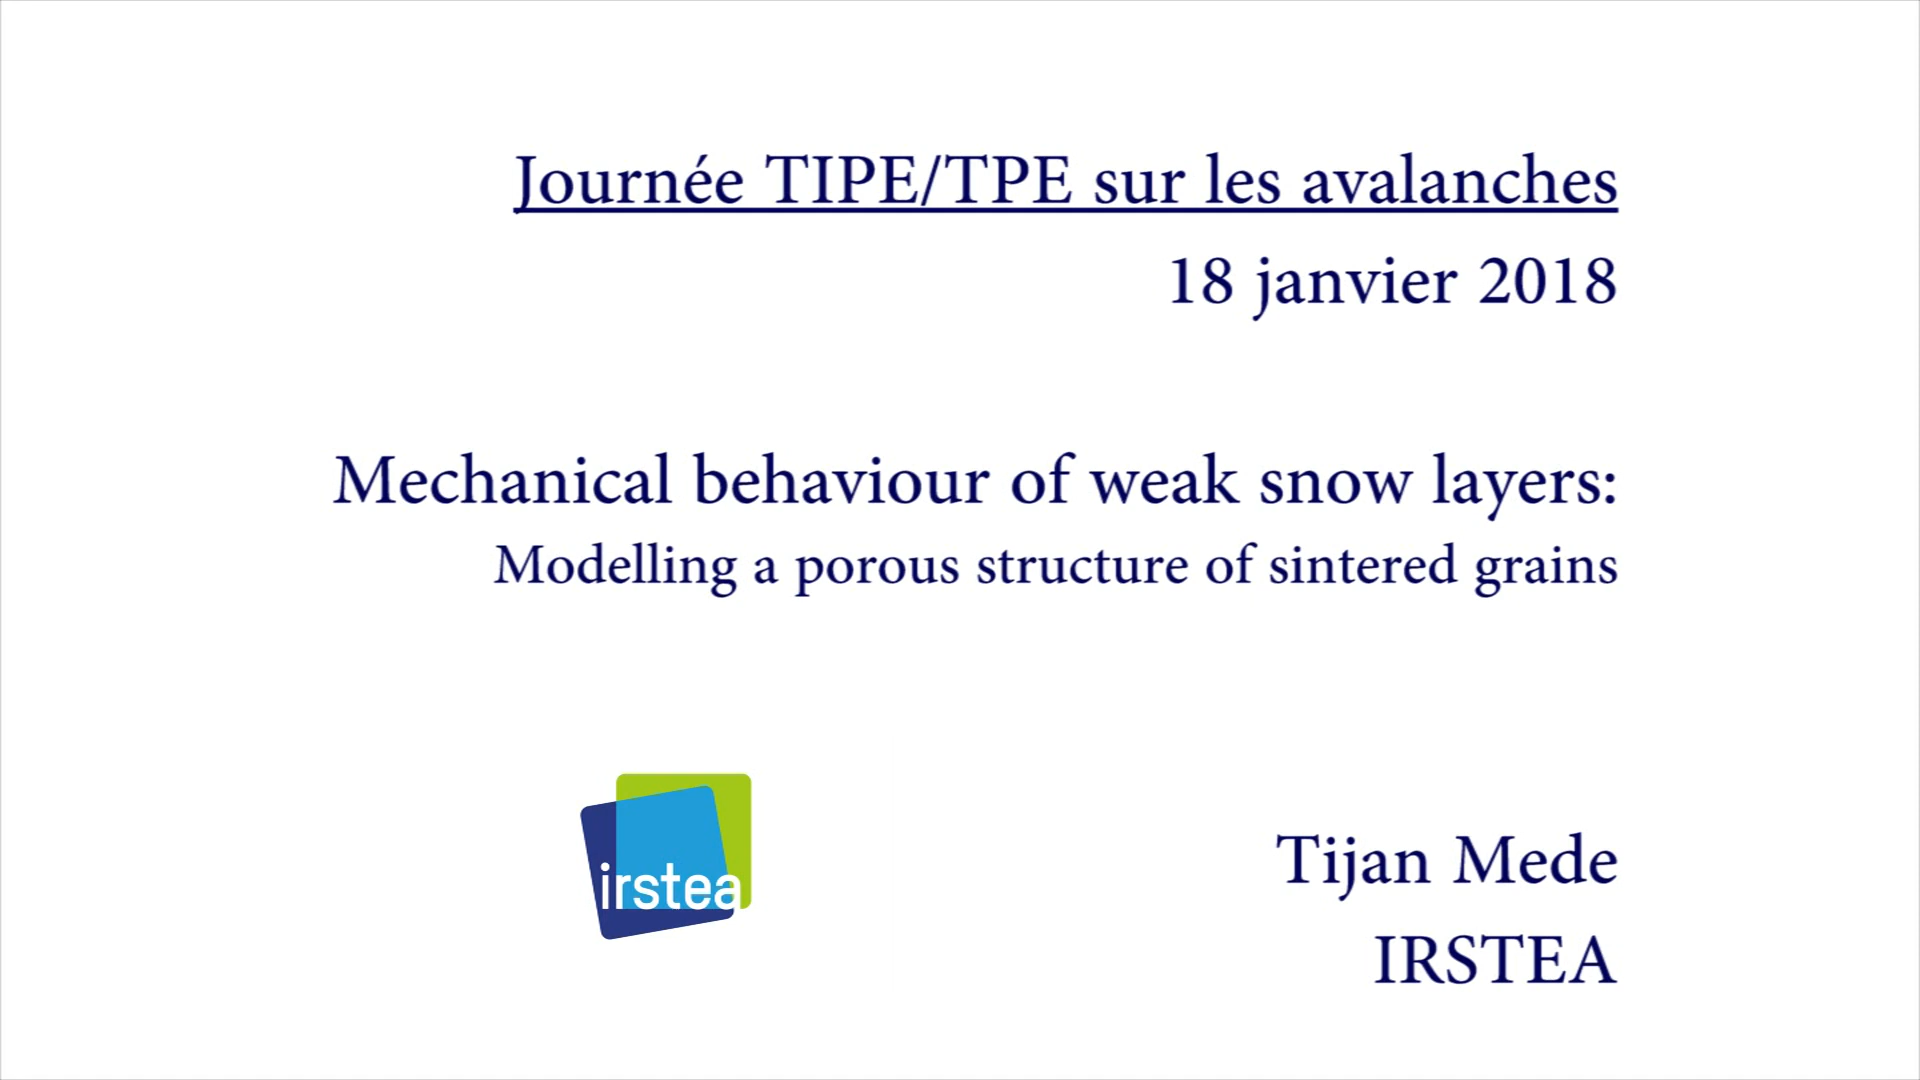 Journée TIPE/TPE sur les avalanches
18 janvier 2018
Mechanical behaviour of weak snow layers:
Modelling a porous structure of sintered grains
irstea
Tijan Mede
IRSTEA